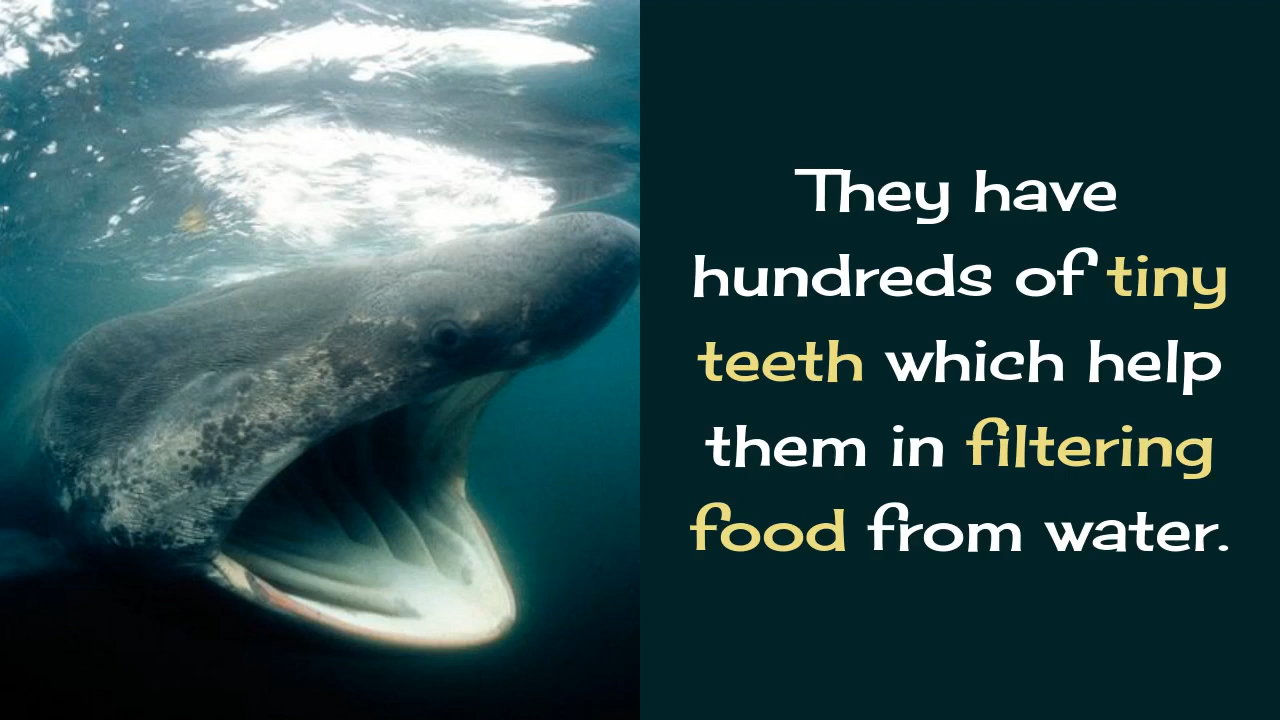 They have
hundreds of tiny
teeth which help
them in filtering
food from water.